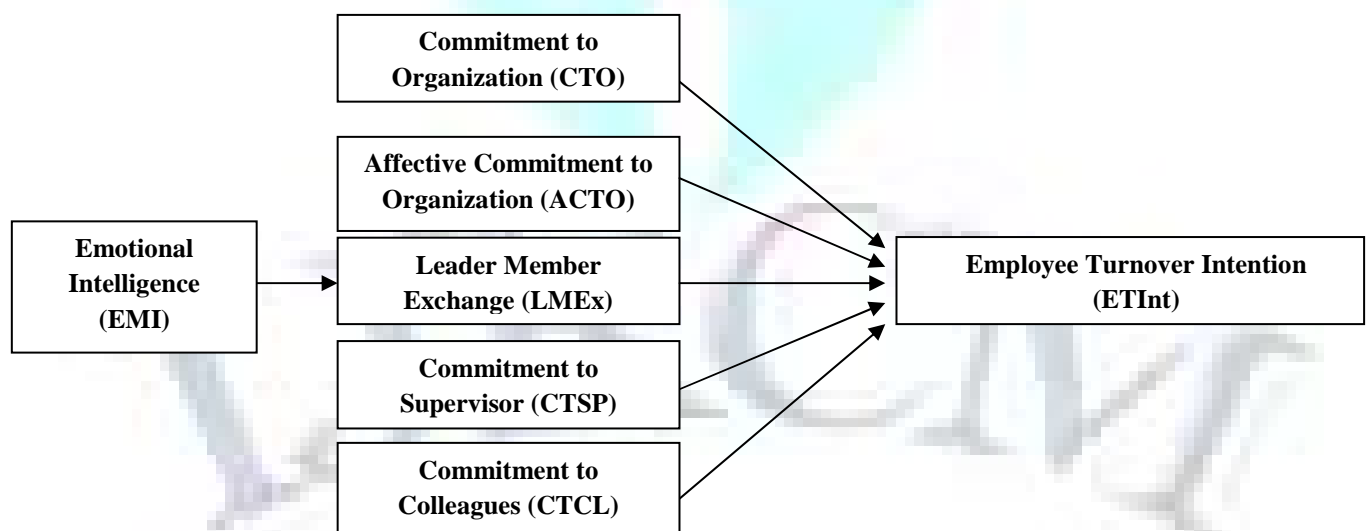 Commitment to
Organization (CTO)
Affective Commitment to
Organization (ACTO)
Emotional
Intelligence
(EMI)
Leader Member
Exchange (LMEx)
Employee Turnover Intention
(ETInt)
Commitment to
Supervisor (CTSP)
Commitment to
Colleagues (CTCL)